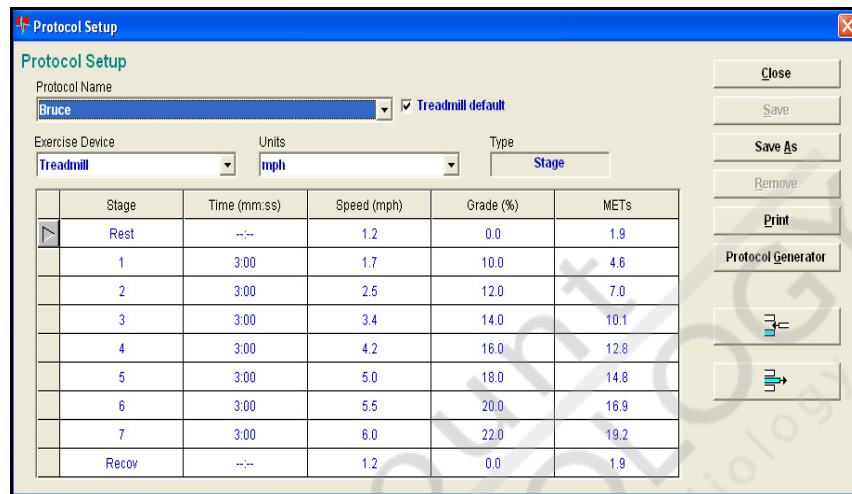 Protocol Setup
Protocol Setup
Protocol Name
Bruce
Treadmill default
Exercise Device
Units
Type
Treadmill
mph
Stage
Stage Time (mm:ss) Speed (mph) Grade (%) METs
Rest --:-- 1.2 0.0 1.9
1 3:00 1.7 10.0 4.6
2 3:00 2.5 12.0 7.0
3 3:00 3.4 14.0 10.1
4 3:00 4.2 16.0 12.8
5 3:00 5.0 18.0 14.8
6 3:00 5.5 20.0 16.9
7 3:00 6.0 22.0 19.2
Recov --:-- 1.2 0.0 1.9
Close
Save
Save As
Remove
Print
Protocol Generator